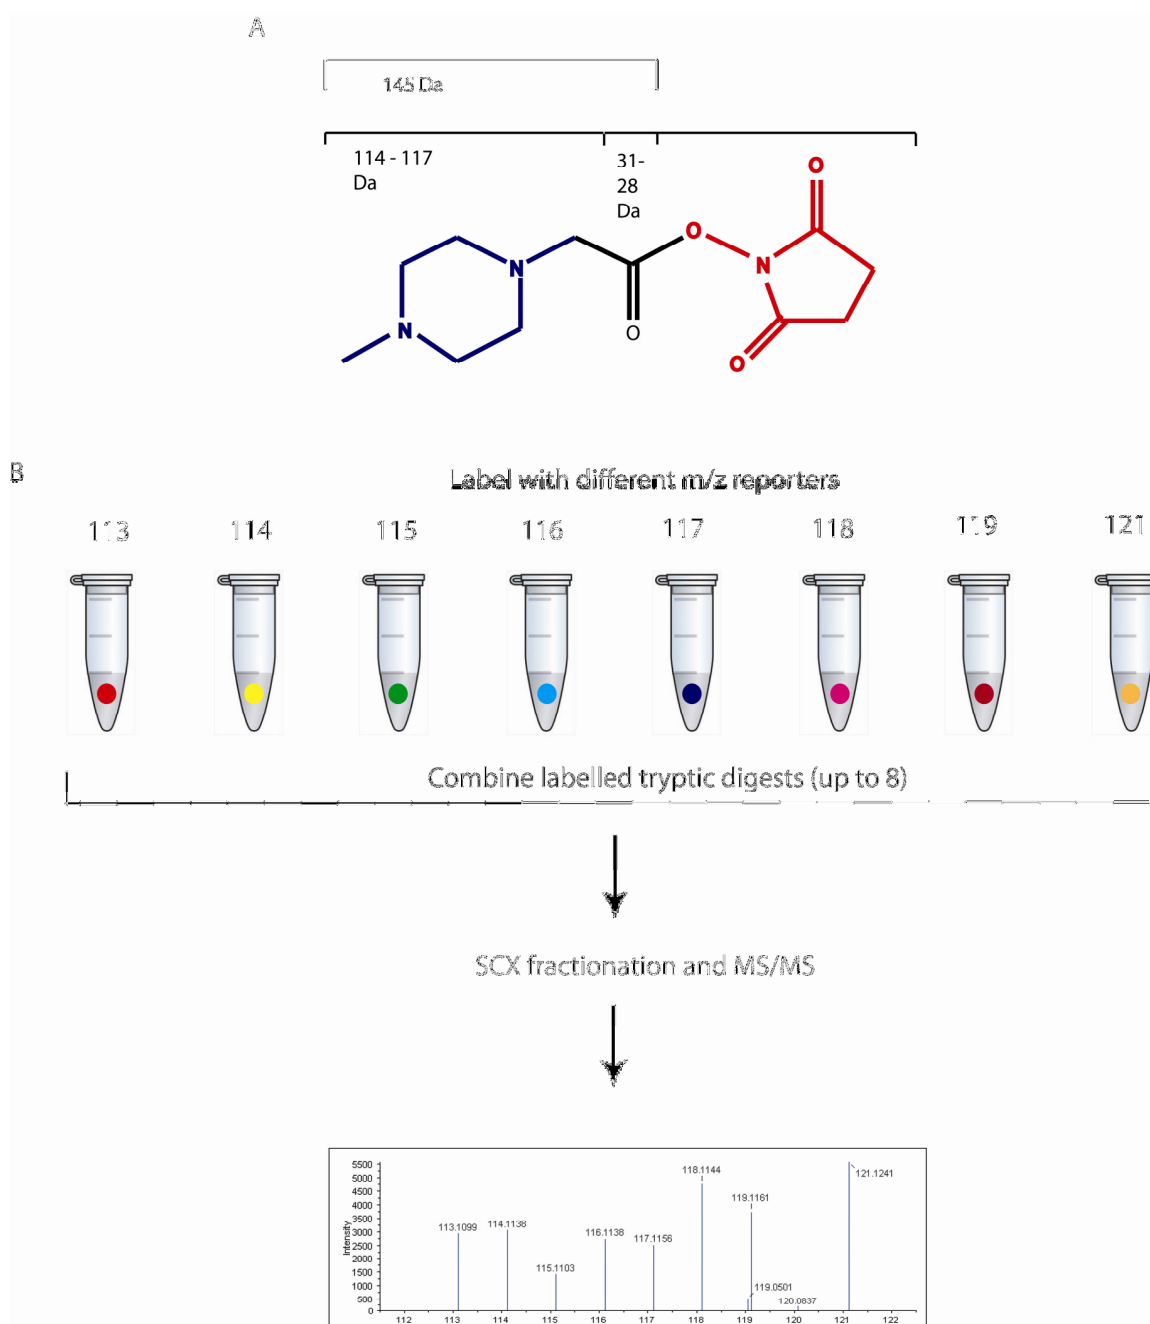 A
145 Da
114 - 117
Da
31-
28
Da
O
O
N
N
N
O
O
B
Label with different m/z reporters
113 114 115 116 117 118 119 121
Combine labelled tryptic digests (up to 8)
SCX fractionation and MS/MS
Intensity
5500
5000
4500
4000
3500
3000
2500
2000
1500
1000
500
0
113.1099
114.1138
115.1103
116.1138
117.1156
118.1144
119.1161
119.0501
120.0837
121.1241
112 113 114 115 116 117 118 119 120 121 122